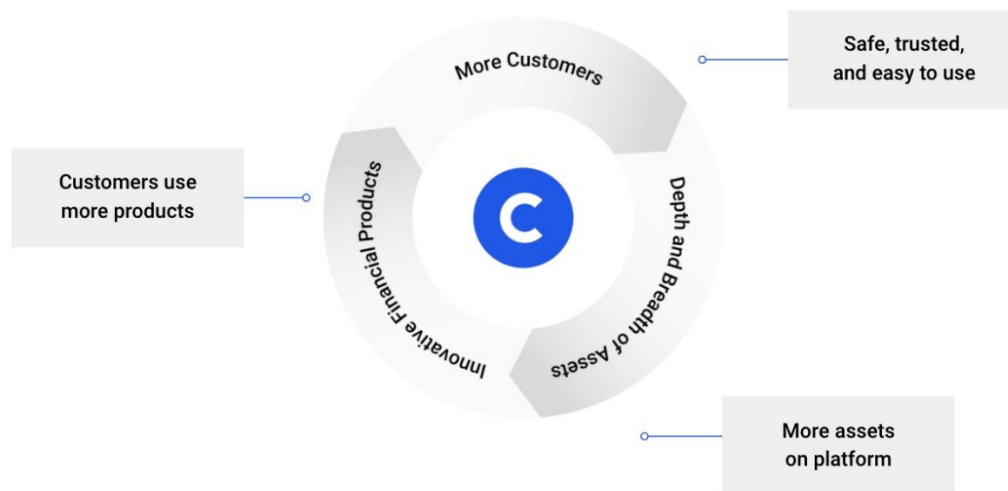 More Customers
Safe, trusted,
and easy to use
Customers use
more products
Depth and Breadth of Assets
Innovative Financial Products
More assets
on platform